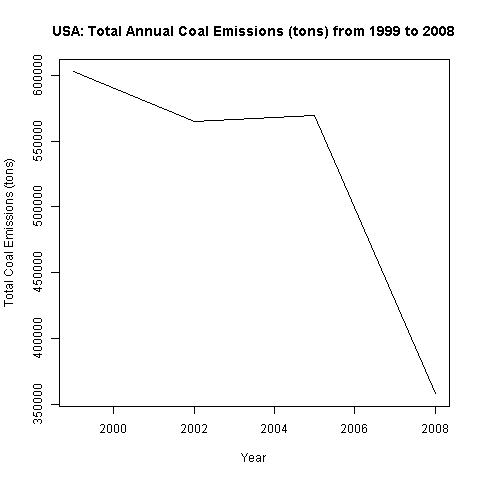 USA: Total Annual Coal Emissions (tons) from 1999 to 2008
Total Coal Emissions (tons)
600000
550000
500000
450000
400000
350000
2000 2002 2004 2006 2008
Year